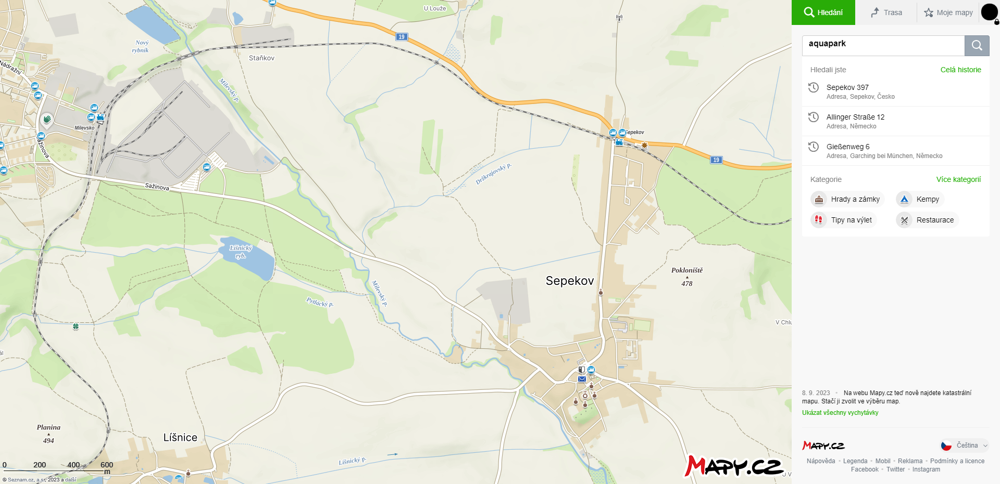 U Louže
19
Nový
rybník
Staňkov
Nádražní
Milevský p.
Milevsko
Sažinova
Sažinova
Sepekov
19
Držkrajovský p.
Líšnický
ryb.
Milevský p.
Pytlácký p.
Sepekov
Pokloniště
478
V Chlu
ál
Planina
494
Líšnice
Líšnický p.
U V
0 200 400 600
m
© Seznam.cz, a.s., 2023 a další
MAPY.CZ
Hledání
Trasa
Moje mapy
aquapark
Hledali jste
Celá historie
Sepekov 397
Adresa, Sepekov, Česko
Allinger Straße 12
Adresa, Německo
Gießenweg 6
Adresa, Garching bei München, Německo
Kategorie
Více kategorií
Hrady a zámky
Kempy
Tipy na výlet
Restaurace
8. 9. 2023 • Na webu Mapy.cz teď nově najdete katastrální
mapu. Stačí ji zvolit ve výběru map.
Ukázat všechny vychytávky
MAPY.CZ
Čeština
Nápověda • Legenda • Mobil • Reklama • Podmínky a licence
Facebook • Twitter • Instagram